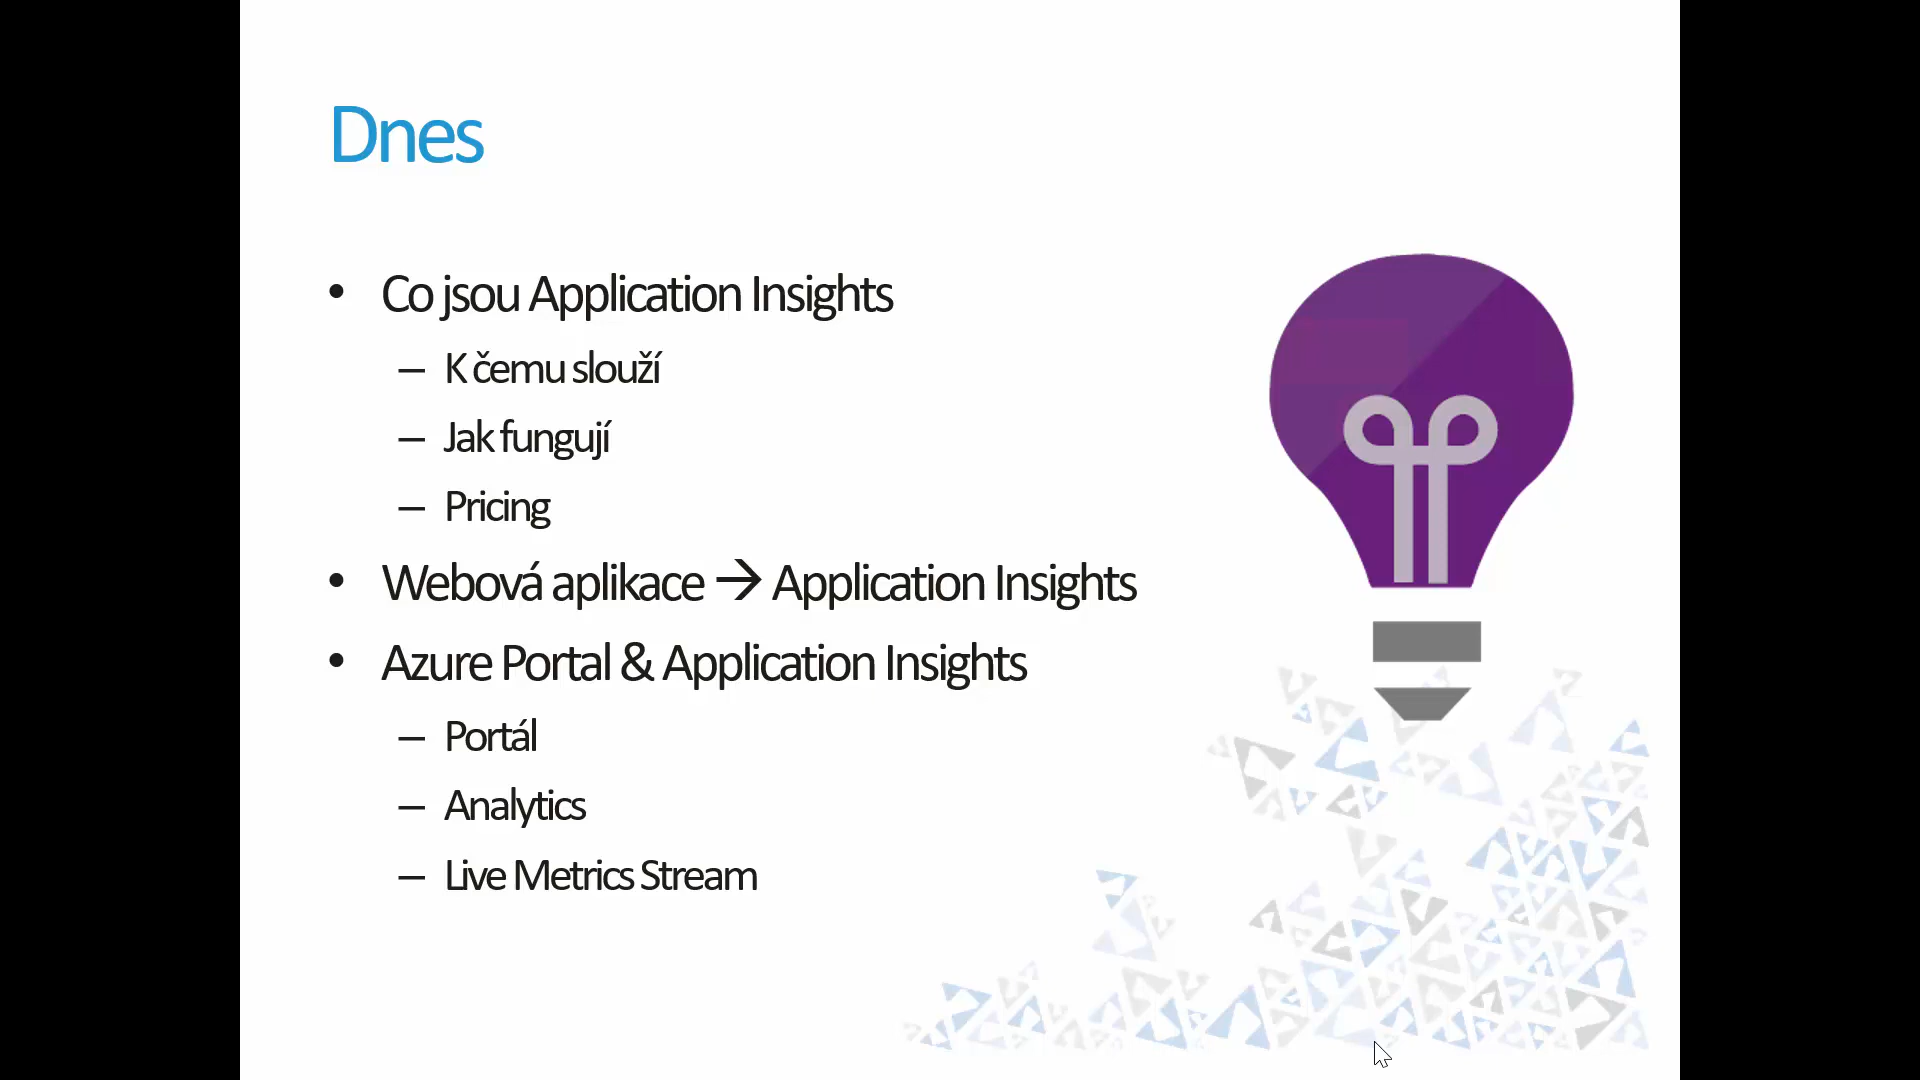 Dnes
• Co jsou Application Insights
– K čemu slouží
– Jak fungují
– Pricing
• Webová aplikace → Application Insights
• Azure Portal & Application Insights
– Portál
– Analytics
– Live Metrics Stream